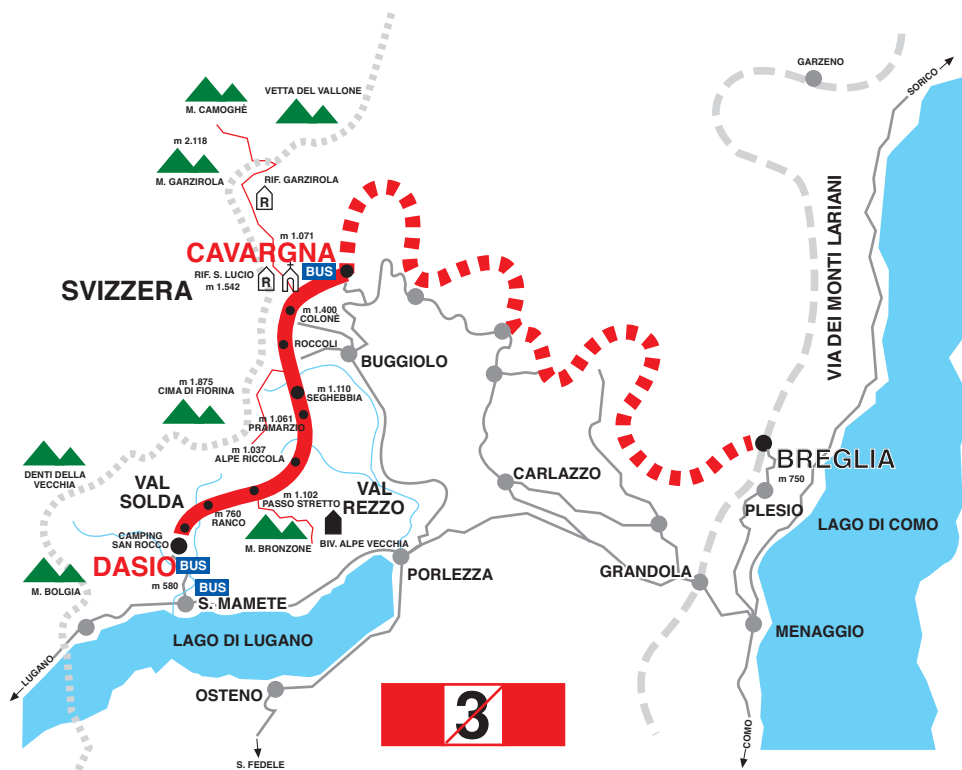 GARZENO
SORICO
VETTA DEL VALLONE
M. CAMOGHÈ
m 2.118
M. GARZIROLA
RIF. GARZIROLA
R
m 1.071
CAVARGNA
BUS
RIF. S. LUCIO
m 1.542
R
SVIZZERA
m 1.400
COLONÈ
ROCCOLI
BUGGIOLO
VIA DEI MONTI LARIANI
m 1.875
CIMA DI FIORINA
m 1.110
SEGHEBBIA
m 1.061
PRAMARZIO
m 1.037
ALPE RICCOLA
DENTI DELLA
VECCHIA
VAL
SOLDA
m 1.102
PASSO STRETTO
VAL
REZZO
CARLAZZO
BREGLIA
m 750
PLESIO
m 760
RANCO
CAMPING
SAN ROCCO
M. BRONZONE
BIV. ALPE VECCHIA
LAGO DI COMO
DASIO
BUS
m 580
BUS
M. BOLGIA
S. MAMETE
PORLEZZA
GRANDOLA
MENAGGIO
LAGO DI LUGANO
LUGANO
OSTENO
3
S. FEDELE
COMO